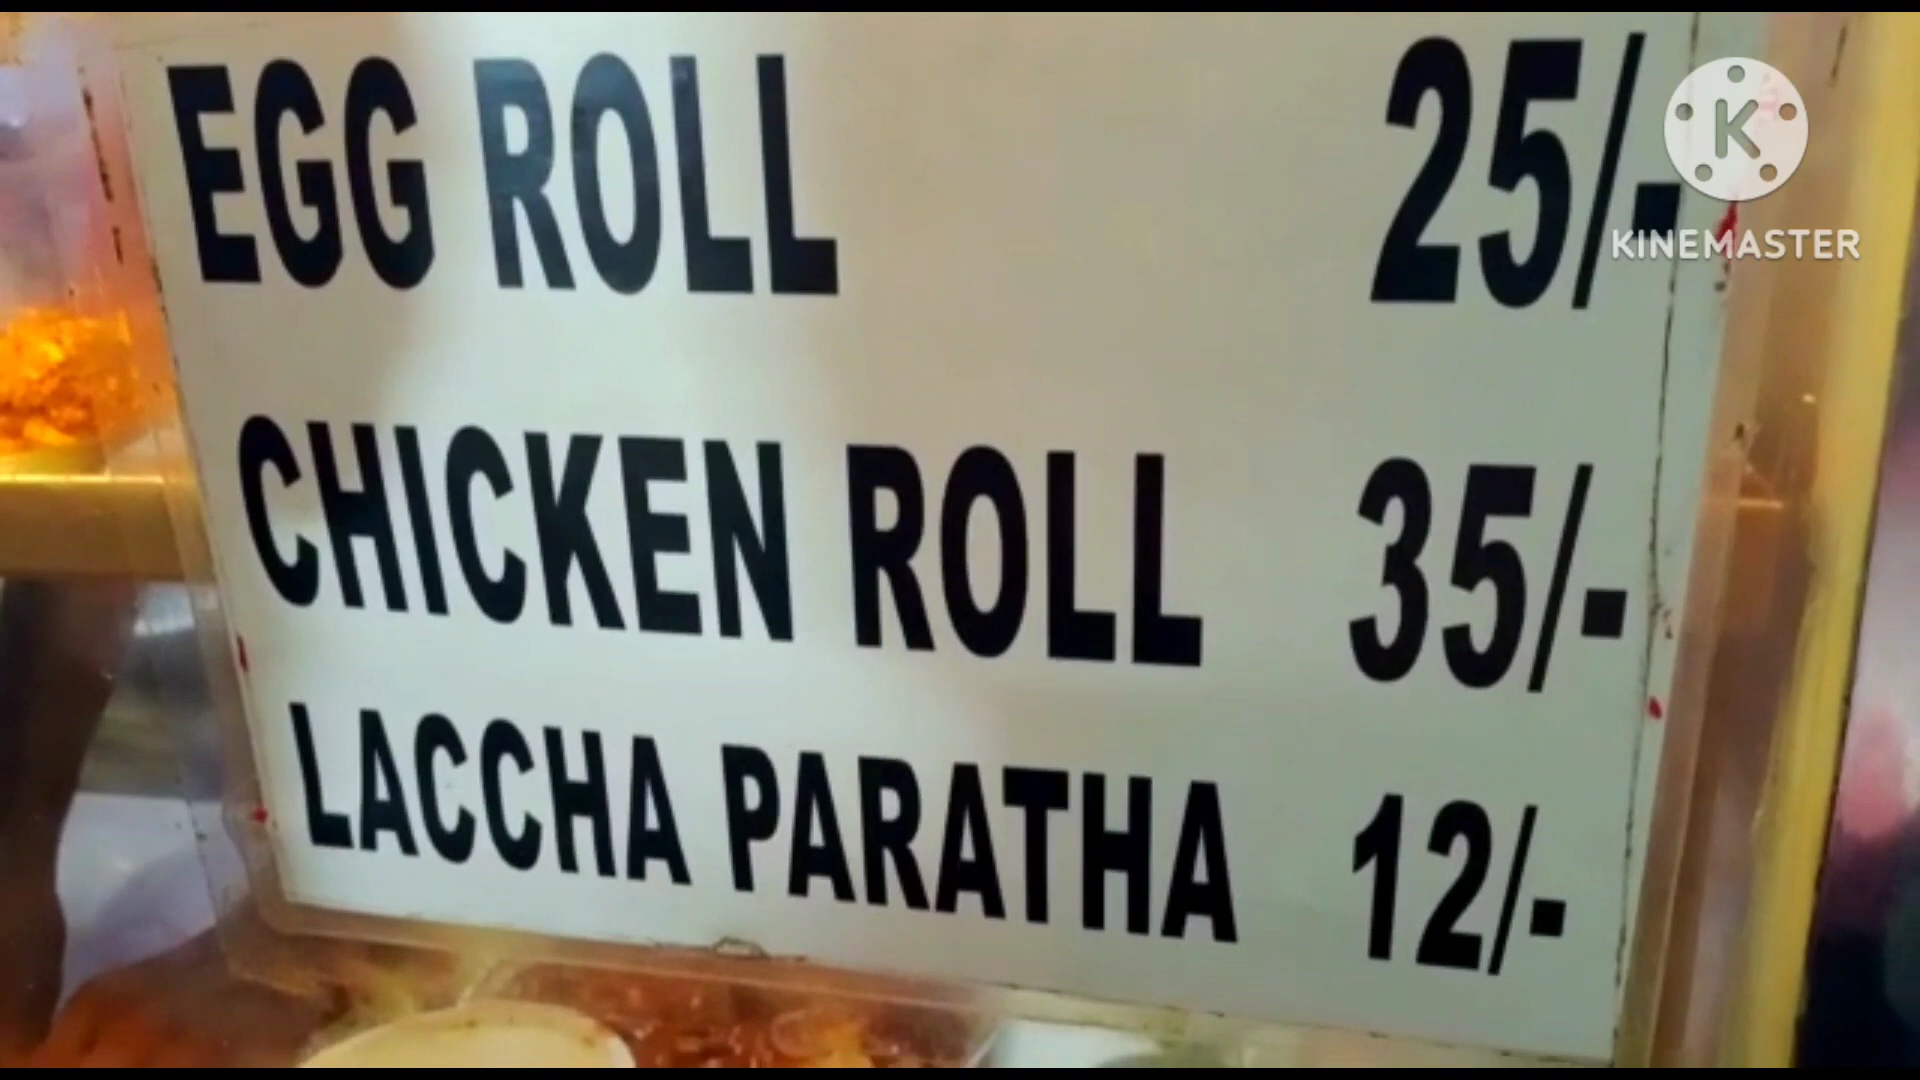 EGG ROLL 25/-
CHICKEN ROLL 35/-
LACCHA PARATHA 12/-
K
KINEMASTER